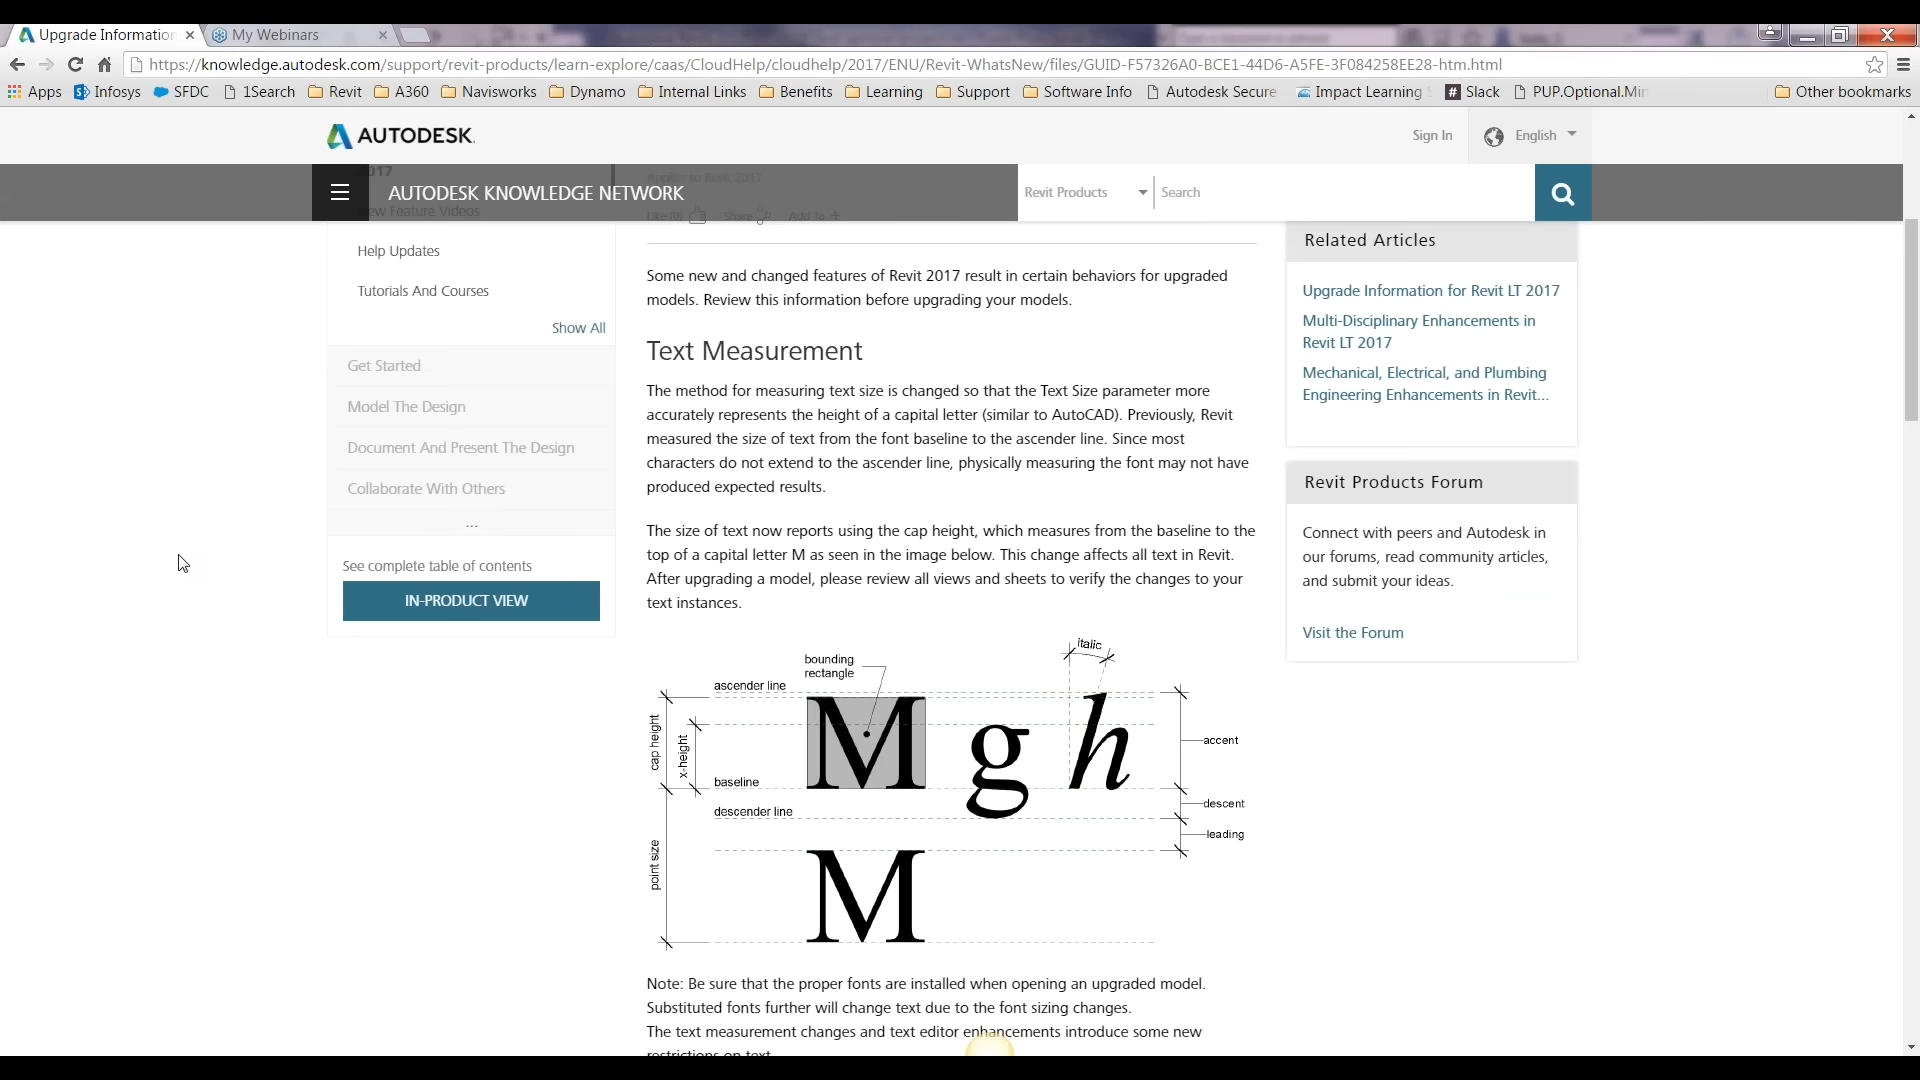 Upgrade Information
My Webinars
https://knowledge.autodesk.com/support/revit-products/learn-explore/caas/CloudHelp/cloudhelp/2017/ENU/Revit-WhatsNew/files/GUID-F57326A0-BCE1-44D6-A5FE-3F084258EE28-htm.html
Apps Infosys SFDC 1Search Revit A360 Navisworks Dynamo Internal Links Benefits Learning Support Software Info Autodesk Secure Impact Learning Slack PUP.Optional.Min Other bookmarks
AUTODESK.
Sign In English
2017
Applies to Revit 2017
AUTODESK KNOWLEDGE NETWORK
Revit Products Search
New Feature Videos
Share Add To +
Help Updates
Tutorials And Courses
Show All
Get Started
Model The Design
Document And Present The Design
Collaborate With Others
...
See complete table of contents
IN-PRODUCT VIEW
Some new and changed features of Revit 2017 result in certain behaviors for upgraded
models. Review this information before upgrading your models.
Text Measurement
The method for measuring text size is changed so that the Text Size parameter more
accurately represents the height of a capital letter (similar to AutoCAD). Previously, Revit
measured the size of text from the font baseline to the ascender line. Since most
characters do not extend to the ascender line, physically measuring the font may not have
produced expected results.
The size of text now reports using the cap height, which measures from the baseline to the
top of a capital letter M as seen in the image below. This change affects all text in Revit.
After upgrading a model, please review all views and sheets to verify the changes to your
text instances.
italic
bounding
rectangle
ascender line
cap height
x-height
M g h
accent
baseline
descent
descender line
leading
point size
M
Note: Be sure that the proper fonts are installed when opening an upgraded model.
Substituted fonts further will change text due to the font sizing changes.
The text measurement changes and text editor enhancements introduce some new
restrictions on text.
Related Articles
Upgrade Information for Revit LT 2017
Multi-Disciplinary Enhancements in
Revit LT 2017
Mechanical, Electrical, and Plumbing
Engineering Enhancements in Revit...
Revit Products Forum
Connect with peers and Autodesk in
our forums, read community articles,
and submit your ideas.
Visit the Forum